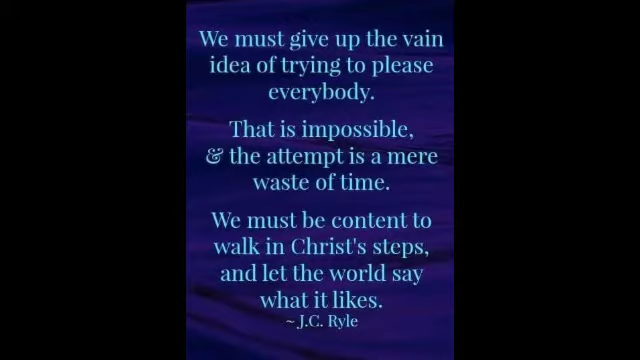 We must give up the vain
idea of trying to please
everybody.
That is impossible,
& the attempt is a mere
waste of time.
We must be content to
walk in Christ's steps,
and let the world say
what it likes.
~ J.C. Ryle